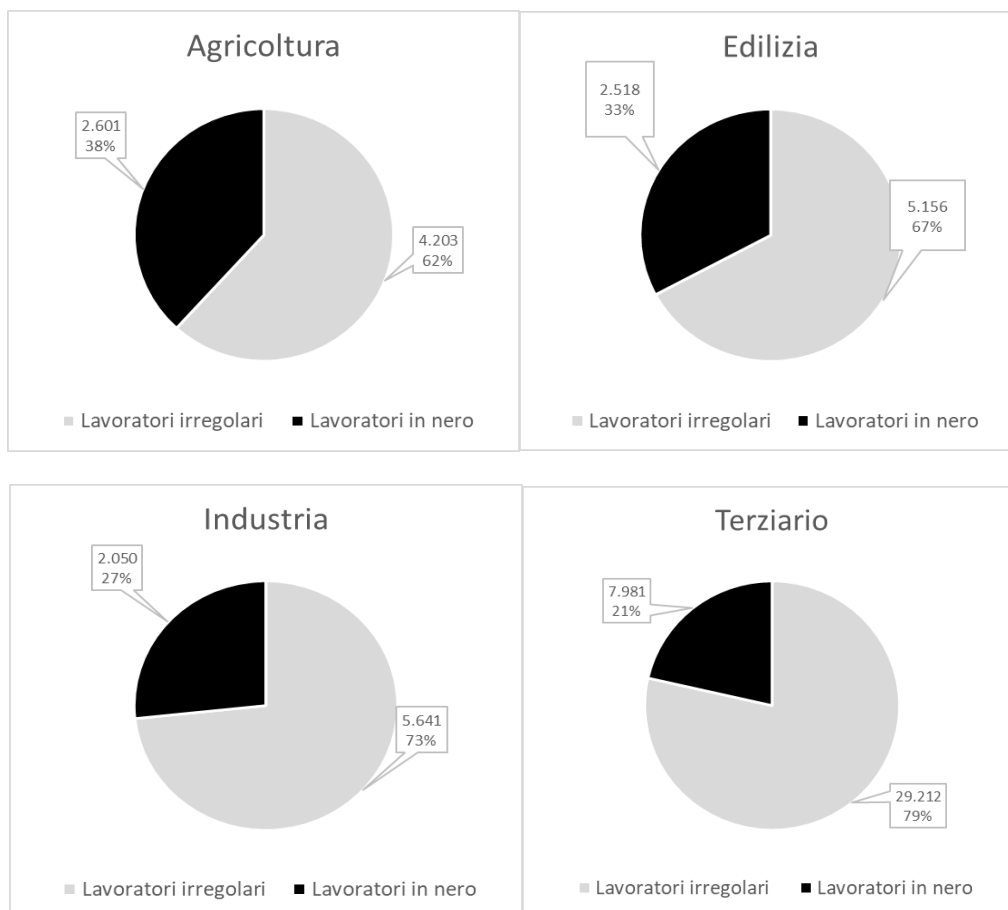 Agricoltura
2.601
38%
4.203
62%
Lavoratori irregolari Lavoratori in nero
Edilizia
2.518
33%
5.156
67%
Lavoratori irregolari Lavoratori in nero
Industria
2.050
27%
5.641
73%
Lavoratori irregolari Lavoratori in nero
Terziario
7.981
21%
29.212
79%
Lavoratori irregolari Lavoratori in nero